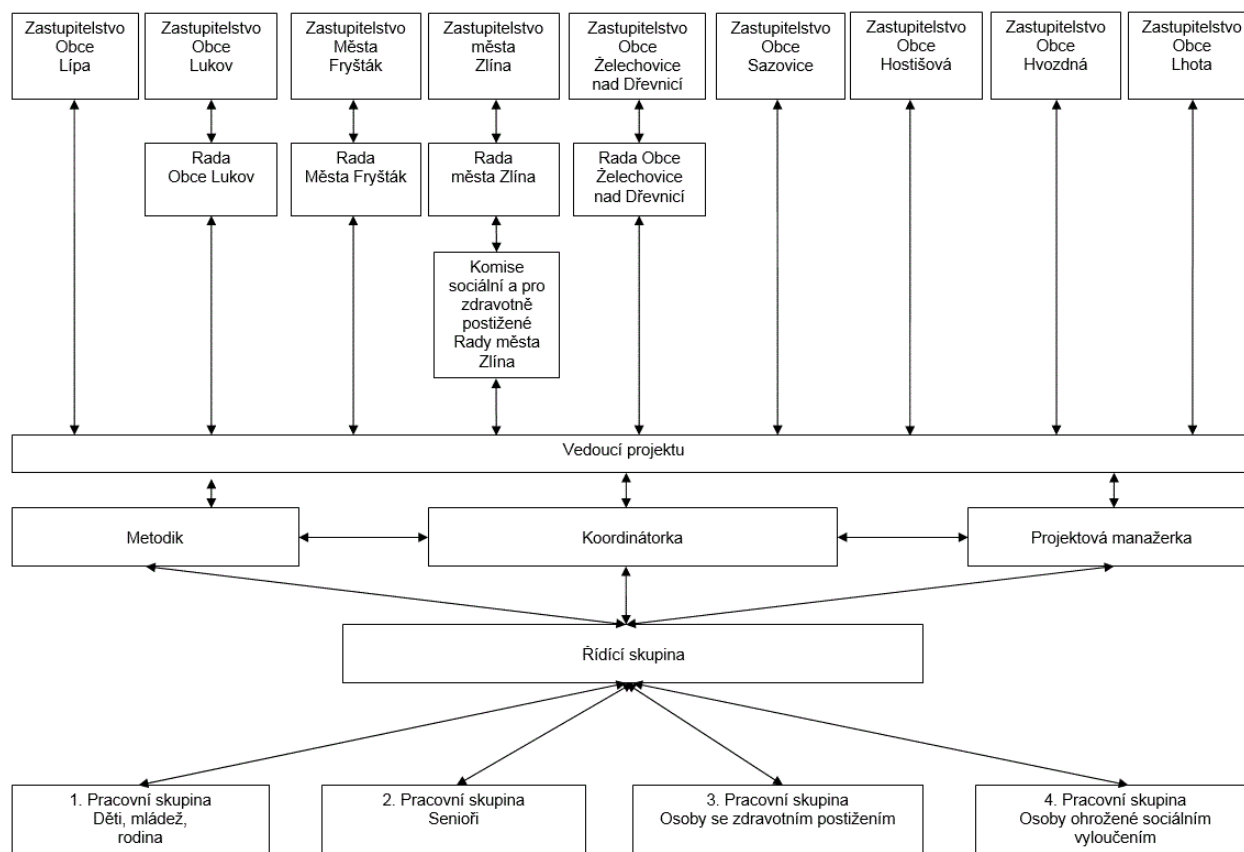 Zastupitelstvo
Obce
Lípa
Zastupitelstvo
Obce
Lukov
Zastupitelstvo
Města
Fryšták
Zastupitelstvo
města
Zlína
Zastupitelstvo
Obce
Želechovice
nad Dřevnicí
Zastupitelstvo
Obce
Sazovice
Zastupitelstvo
Obce
Hostišová
Zastupitelstvo
Obce
Hvozdná
Zastupitelstvo
Obce
Lhota
Rada
Obce Lukov
Rada
Města Fryšták
Rada
města Zlína
Rada Obce
Želechovice
nad Dřevnicí
Komise
sociální a pro
zdravotně
postižené
Rady města
Zlína
Vedoucí projektu
Metodik
Koordinátorka
Projektová manažerka
Řídící skupina
1. Pracovní skupina
Děti, mládež,
rodina
2. Pracovní skupina
Senioři
3. Pracovní skupina
Osoby se zdravotním postižením
4. Pracovní skupina
Osoby ohrožené sociálním
vyloučením